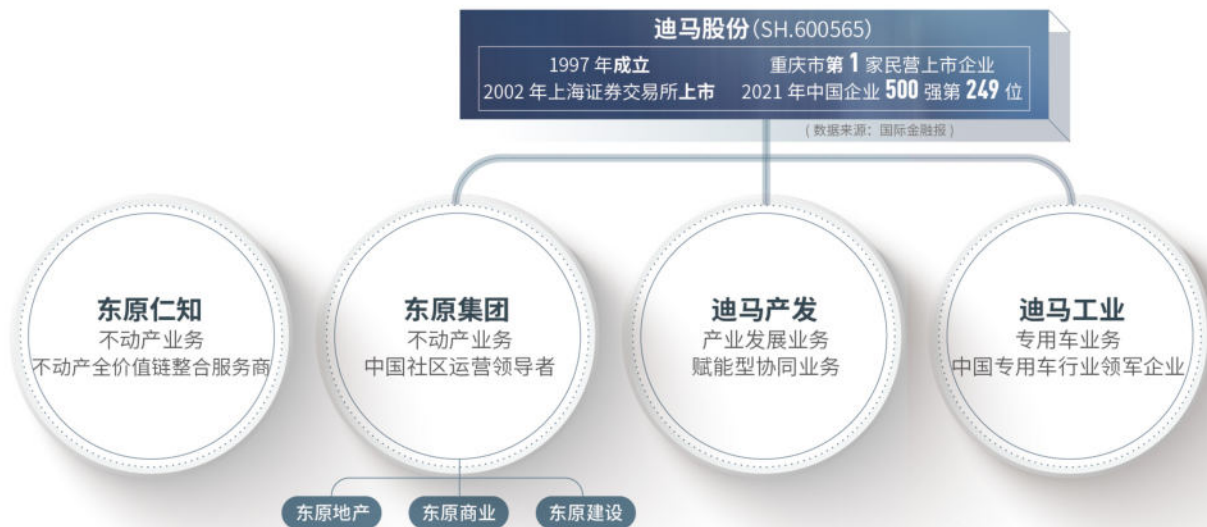 迪马股份(SH.600565)
1997 年成立
2002 年上海证券交易所上市
重庆市第 1 家民营上市企业
2021 年中国企业 500 强第 249 位
(数据来源：国际金融报)
东原仁知
不动产业务
不动产全价值链整合服务商
东原集团
不动产业务
中国社区运营领导者
迪马产发
产业发展业务
赋能型协同业务
迪马工业
专用车业务
中国专用车行业领军企业
东原地产
东原商业
东原建设